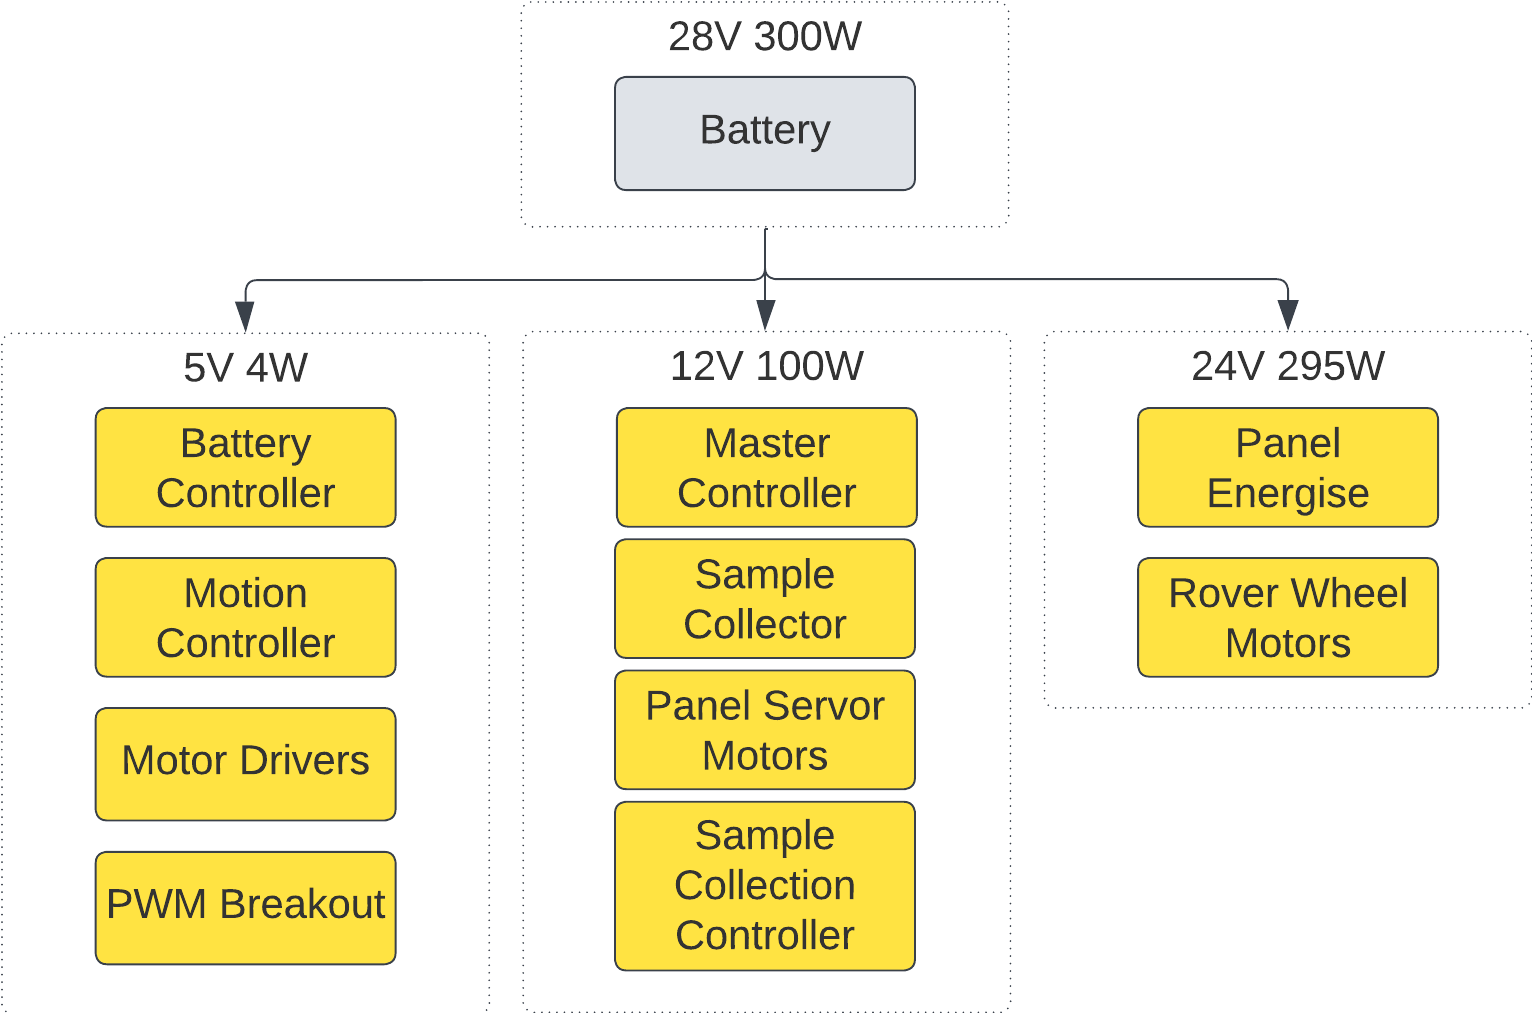 28V 300W
Battery
5V 4W
Battery
Controller
Motion
Controller
Motor Drivers
PWM Breakout
12V 100W
Master
Controller
Sample
Collector
Panel Servor
Motors
Sample
Collection
Controller
24V 295W
Panel
Energise
Rover Wheel
Motors